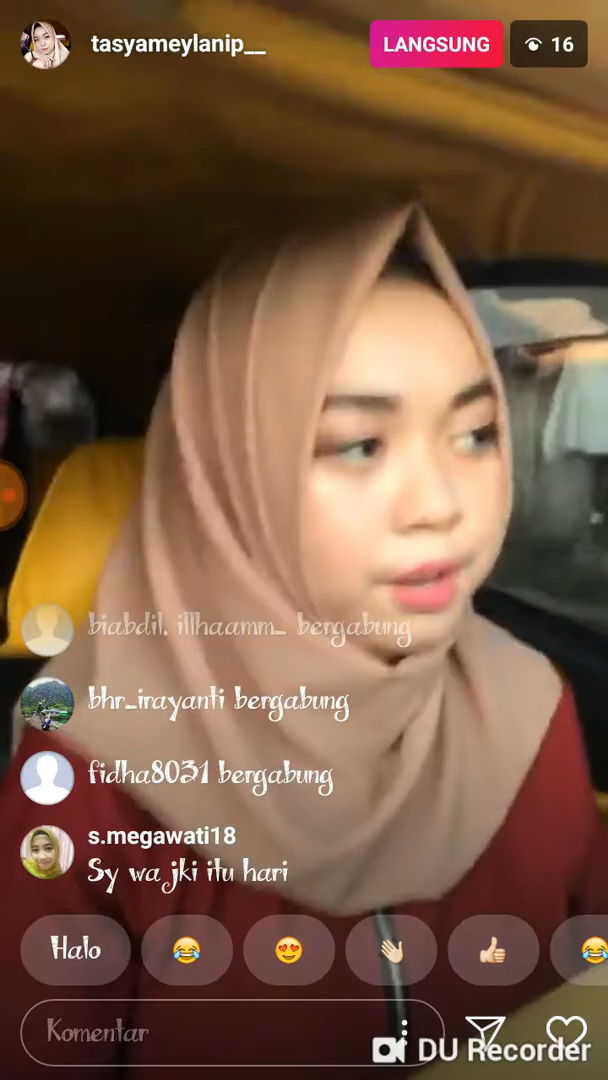 tasyameylanip__
LANGSUNG
16
biabdil, illhaamm_ bergabung
bhr_irayanti bergabung
fidha8031 bergabung
s.megawati18
Sy wa jki itu hari
Halo
Komentar
DU Recorder